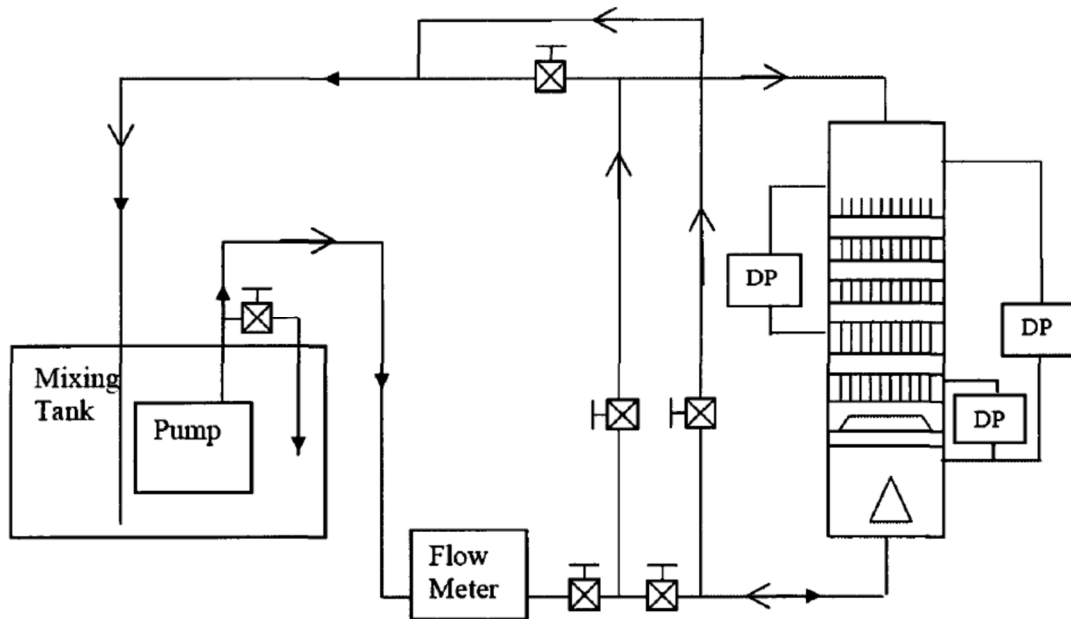 Mixing
Tank
Pump
Flow
Meter
DP
DP
DP